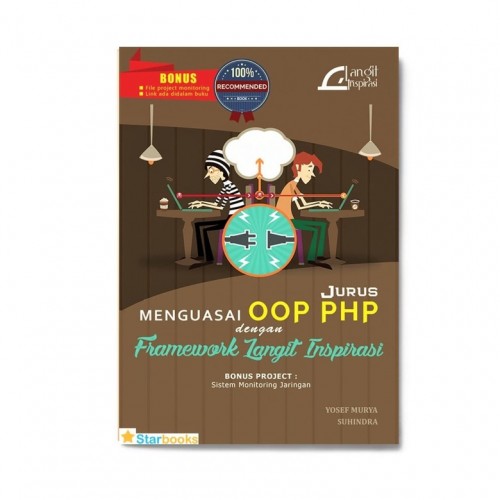 BONUS
File project monitoring
Link ada didalam buku
100%
RECOMMENDED
BOOK
Langit
Inspirasi
JURUS
MENGUASAI OOP PHP
dengan
Framework Langit Inspirasi
BONUS PROJECT :
Sistem Monitoring Jaringan
YOSEF MURYA
SUHINDRA
Starbooks